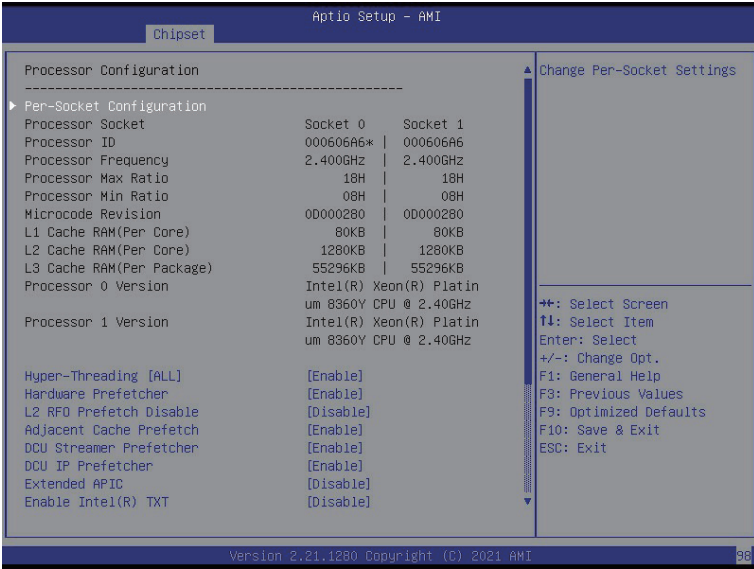 Aptio Setup – AMI
Chipset
Processor Configuration
--------------------------------------------------
Per-Socket Configuration
Processor Socket Socket 0 Socket 1
Processor ID 000606A6* | 000606A6
Processor Frequency 2.400GHz | 2.400GHz
Processor Max Ratio 18H | 18H
Processor Min Ratio 08H | 08H
Microcode Revision 0D000280 | 0D000280
L1 Cache RAM(Per Core) 80KB | 80KB
L2 Cache RAM(Per Core) 1280KB | 1280KB
L3 Cache RAM(Per Package) 55296KB | 55296KB
Processor 0 Version Intel(R) Xeon(R) Platin
um 8360Y CPU @ 2.40GHz
Processor 1 Version Intel(R) Xeon(R) Platin
um 8360Y CPU @ 2.40GHz
Hyper-Threading [ALL] [Enable]
Hardware Prefetcher [Enable]
L2 RFO Prefetch Disable [Disable]
Adjacent Cache Prefetch [Enable]
DCU Streamer Prefetcher [Enable]
DCU IP Prefetcher [Enable]
Extended APIC [Disable]
Enable Intel(R) TXT [Disable]
Change Per-Socket Settings
→←: Select Screen
↑↓: Select Item
Enter: Select
+/-: Change Opt.
F1: General Help
F3: Previous Values
F9: Optimized Defaults
F10: Save & Exit
ESC: Exit
Version 2.21.1280 Copyright (C) 2021 AMI
98